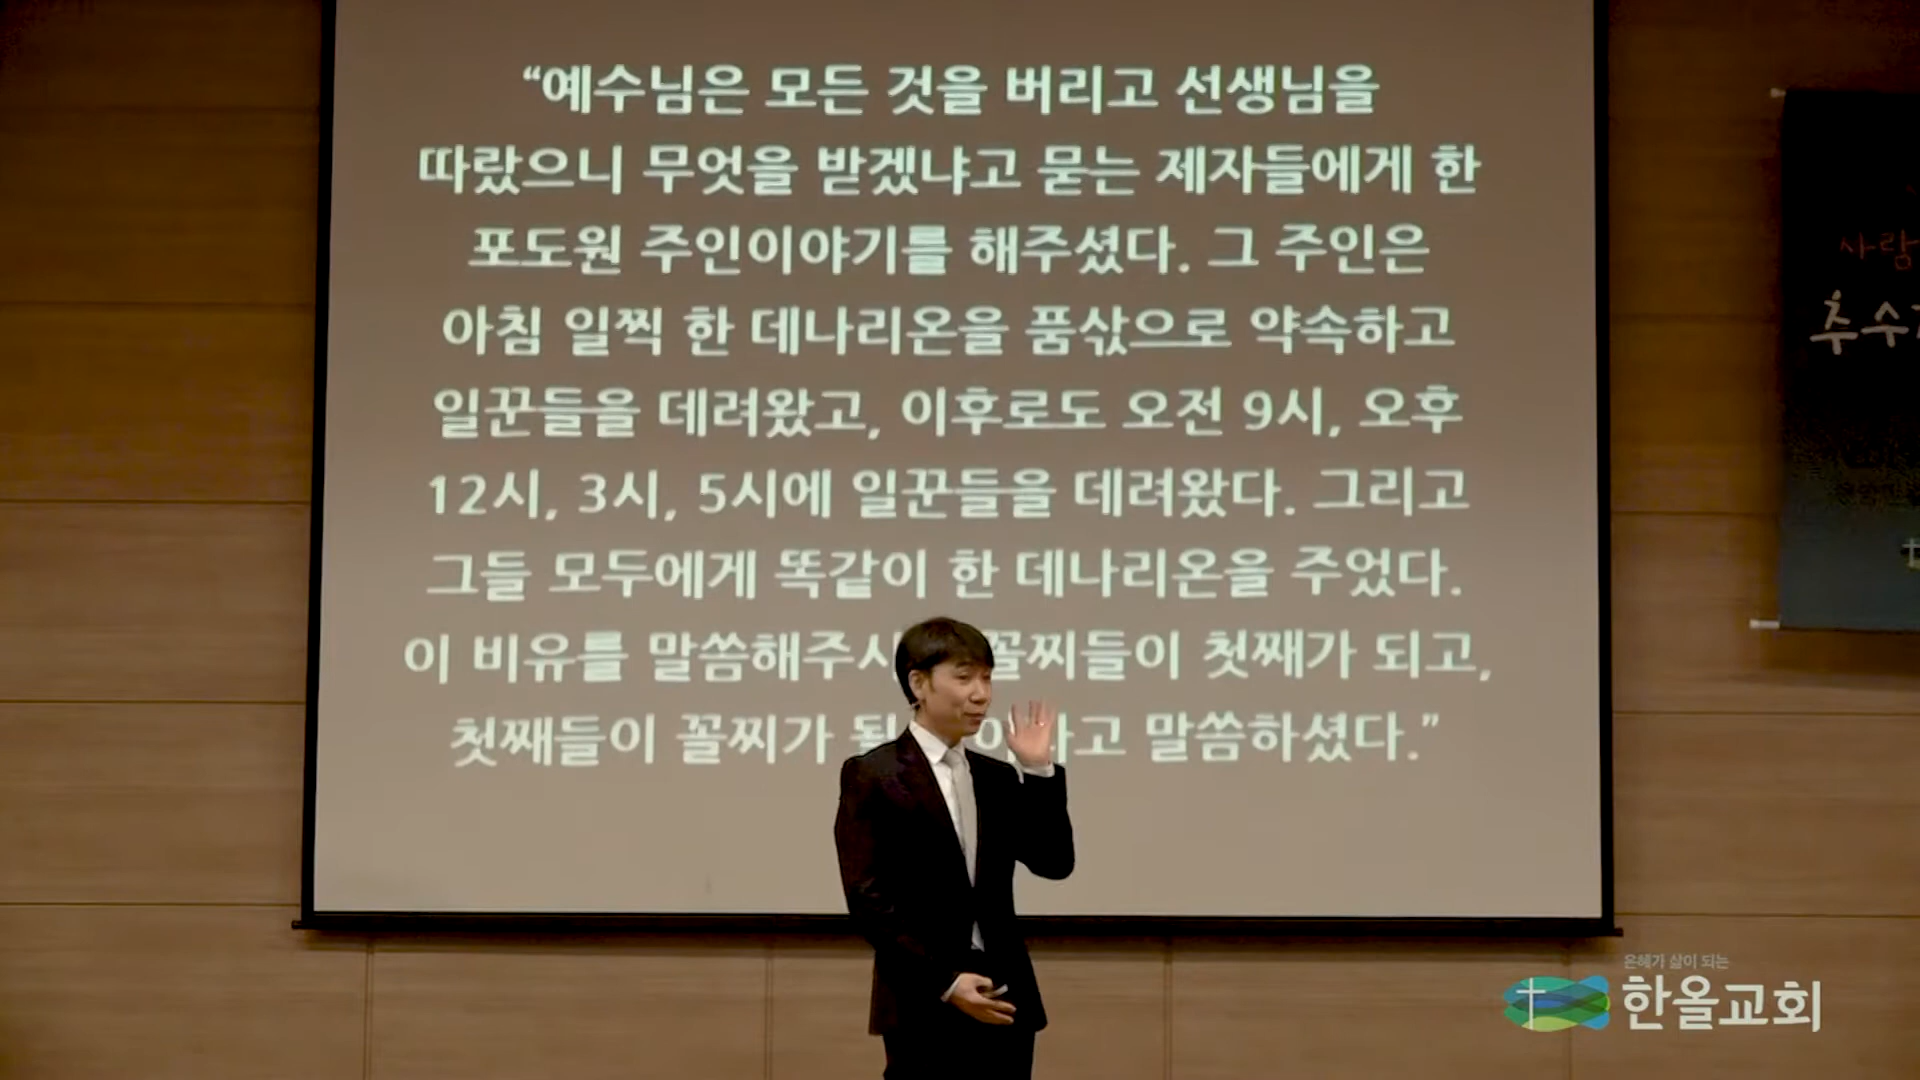 “예수님은 모든 것을 버리고 선생님을
따랐으니 무엇을 받겠냐고 묻는 제자들에게 한
포도원 주인이야기를 해주셨다. 그 주인은
아침 일찍 한 데나리온을 품삯으로 약속하고
일꾼들을 데려왔고, 이후로도 오전 9시, 오후
12시, 3시, 5시에 일꾼들을 데려왔다. 그리고
그들 모두에게 똑같이 한 데나리온을 주었다.
이 비유를 말씀해주시 꼴찌들이 첫째가 되고,
첫째들이 꼴찌가 될 라고 말씀하셨다.”
사람
추수
은혜가 삶이 되는
한올교회